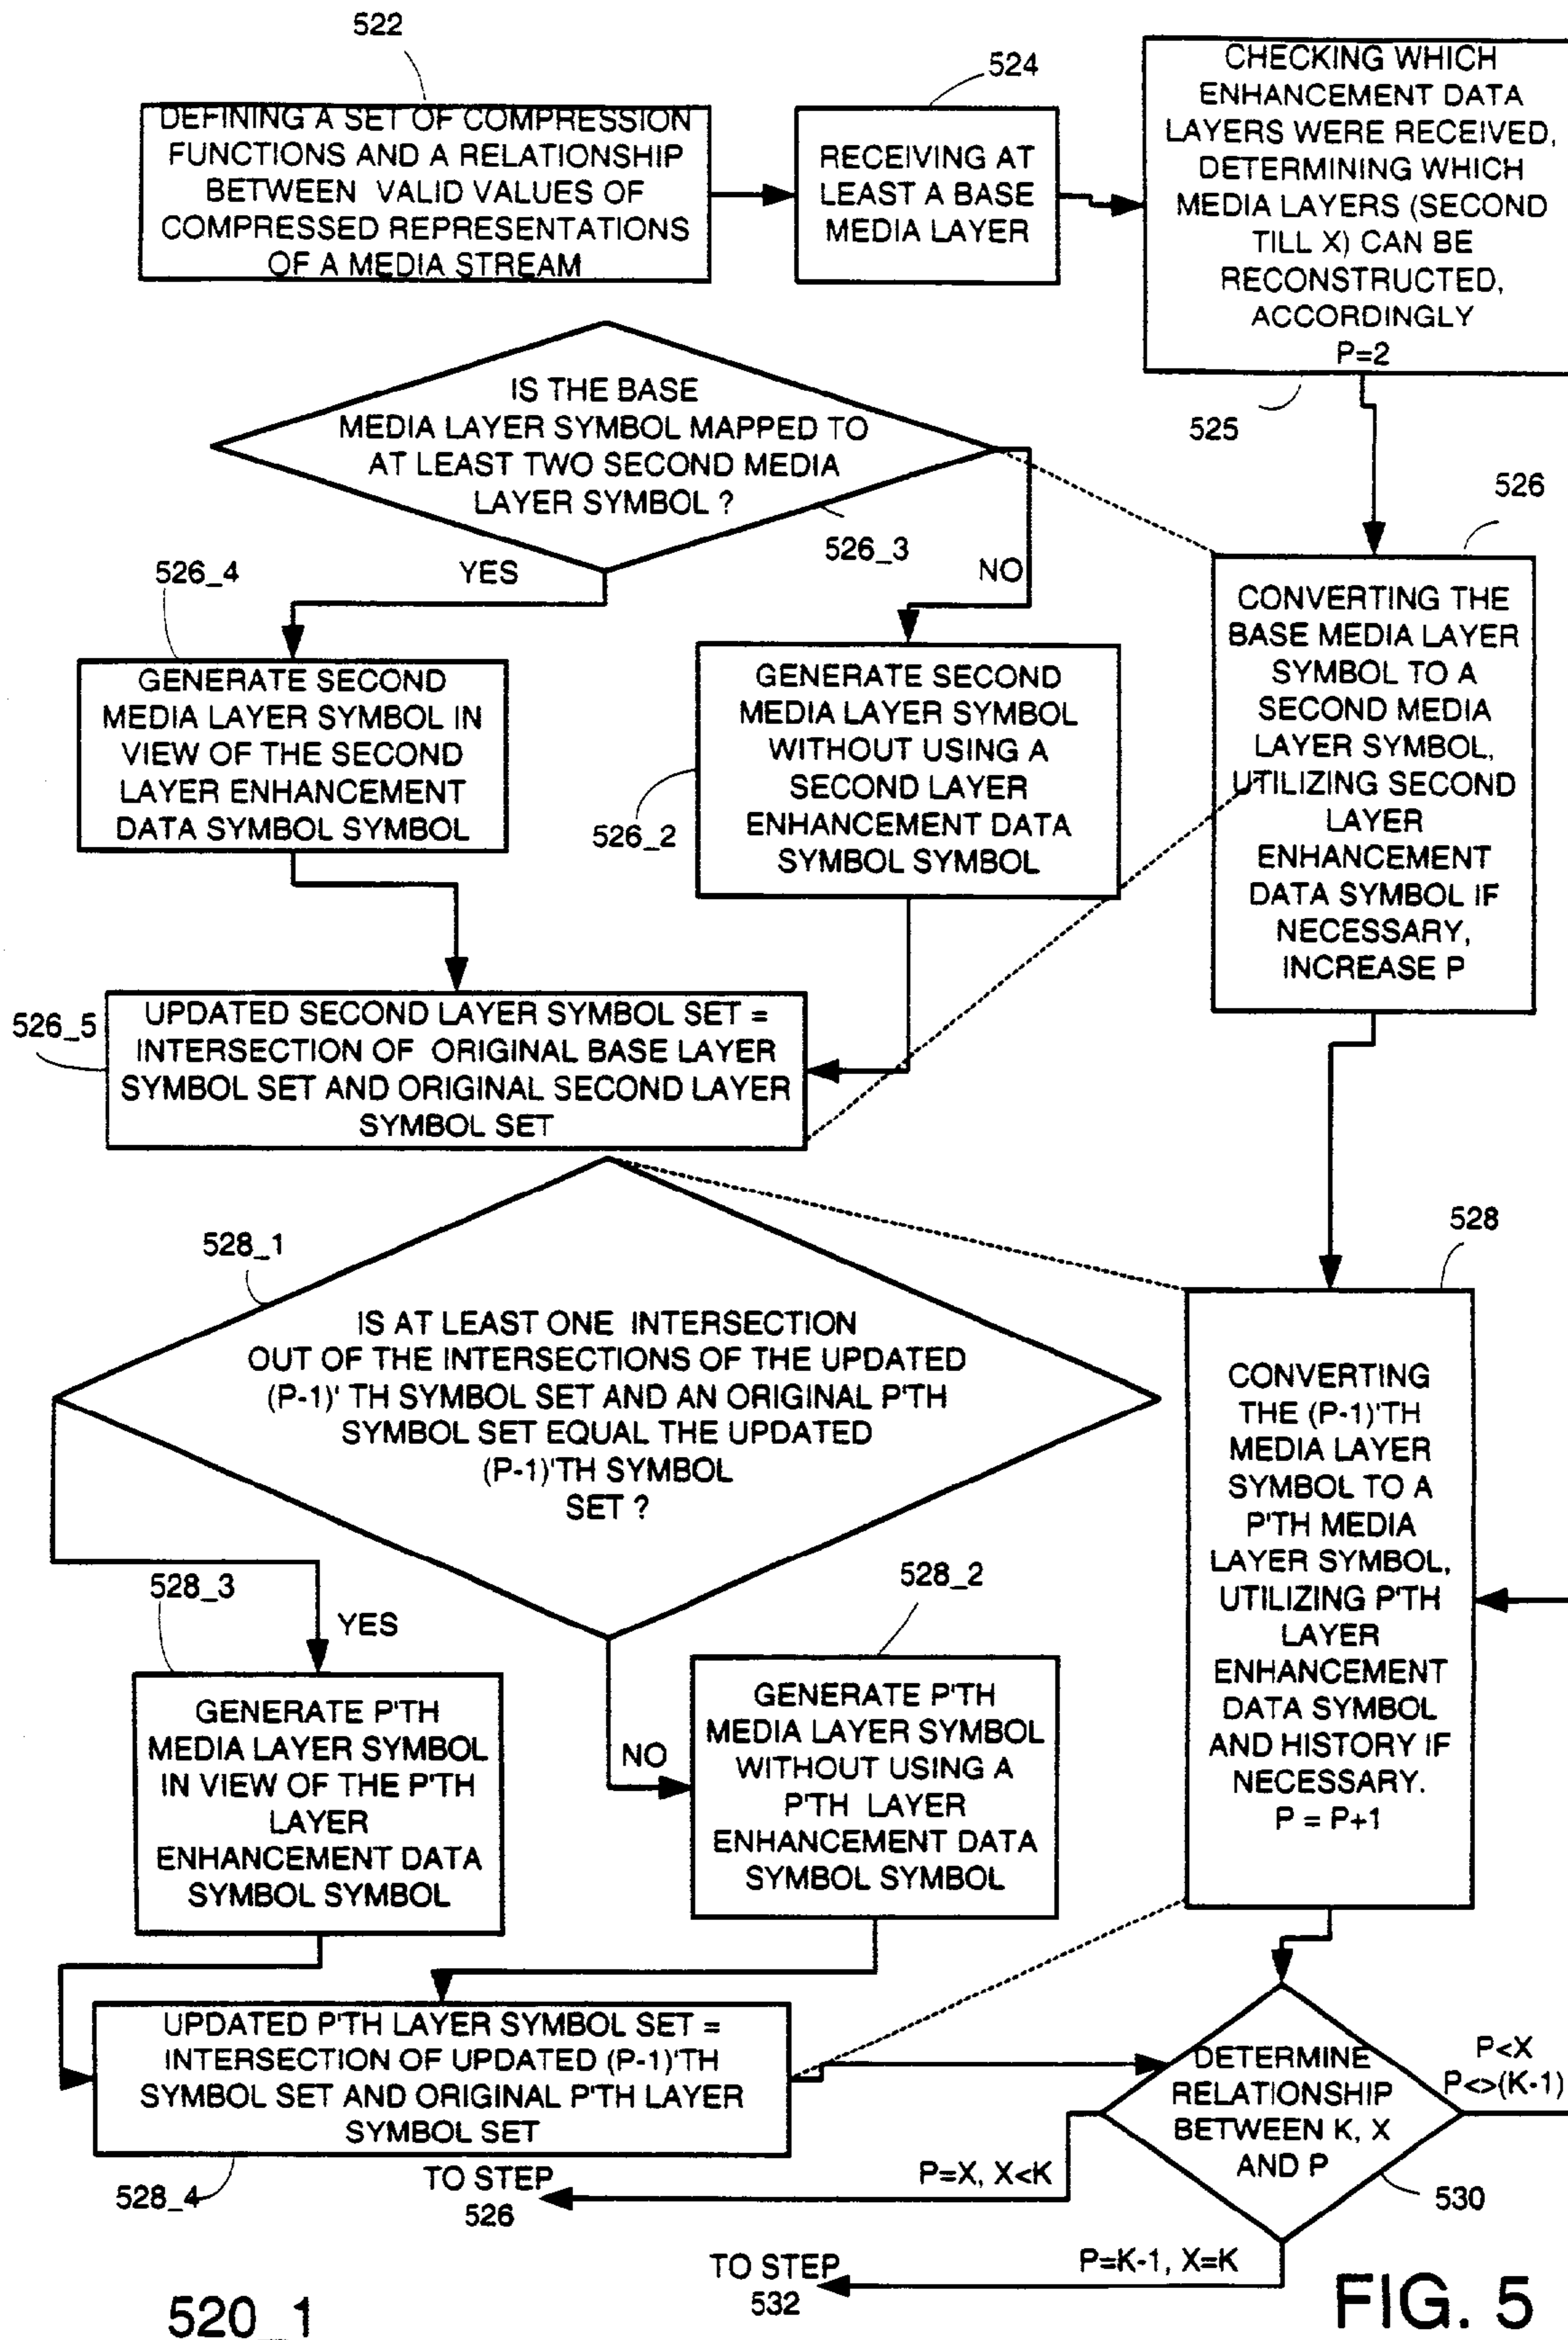 522
DEFINING A SET OF COMPRESSION
FUNCTIONS AND A RELATIONSHIP
BETWEEN VALID VALUES OF
COMPRESSED REPRESENTATIONS
OF A MEDIA STREAM
524
RECEIVING AT
LEAST A BASE
MEDIA LAYER
CHECKING WHICH
ENHANCEMENT DATA
LAYERS WERE RECEIVED,
DETERMINING WHICH
MEDIA LAYERS (SECOND
TILL X) CAN BE
RECONSTRUCTED,
ACCORDINGLY
P=2
525
IS THE BASE
MEDIA LAYER SYMBOL MAPPED TO
AT LEAST TWO SECOND MEDIA
LAYER SYMBOL ?
526_3
YES
NO
526_4
GENERATE SECOND
MEDIA LAYER SYMBOL IN
VIEW OF THE SECOND
LAYER ENHANCEMENT
DATA SYMBOL SYMBOL
526_2
GENERATE SECOND
MEDIA LAYER SYMBOL
WITHOUT USING A
SECOND LAYER
ENHANCEMENT DATA
SYMBOL SYMBOL
526
CONVERTING THE
BASE MEDIA LAYER
SYMBOL TO A
SECOND MEDIA
LAYER SYMBOL,
UTILIZING SECOND
LAYER
ENHANCEMENT
DATA SYMBOL IF
NECESSARY,
INCREASE P
526_5
UPDATED SECOND LAYER SYMBOL SET =
INTERSECTION OF ORIGINAL BASE LAYER
SYMBOL SET AND ORIGINAL SECOND LAYER
SYMBOL SET
528_1
IS AT LEAST ONE INTERSECTION
OUT OF THE INTERSECTIONS OF THE UPDATED
(P-1)' TH SYMBOL SET AND AN ORIGINAL P'TH
SYMBOL SET EQUAL THE UPDATED
(P-1)'TH SYMBOL
SET ?
528
CONVERTING
THE (P-1)'TH
MEDIA LAYER
SYMBOL TO A
P'TH MEDIA
LAYER SYMBOL,
UTILIZING P'TH
LAYER
ENHANCEMENT
DATA SYMBOL
AND HISTORY IF
NECESSARY.
P = P+1
528_3
YES
GENERATE P'TH
MEDIA LAYER SYMBOL
IN VIEW OF THE P'TH
LAYER
ENHANCEMENT DATA
SYMBOL SYMBOL
528_2
NO
GENERATE P'TH
MEDIA LAYER SYMBOL
WITHOUT USING A
P'TH LAYER
ENHANCEMENT DATA
SYMBOL SYMBOL
UPDATED P'TH LAYER SYMBOL SET =
INTERSECTION OF UPDATED (P-1)'TH
SYMBOL SET AND ORIGINAL P'TH LAYER
SYMBOL SET
528_4
DETERMINE
RELATIONSHIP
BETWEEN K, X
AND P
530
P<X
P<>(K-1)
P=X, X<K
TO STEP
526
P=K-1, X=K
TO STEP
532
520_1
FIG. 5